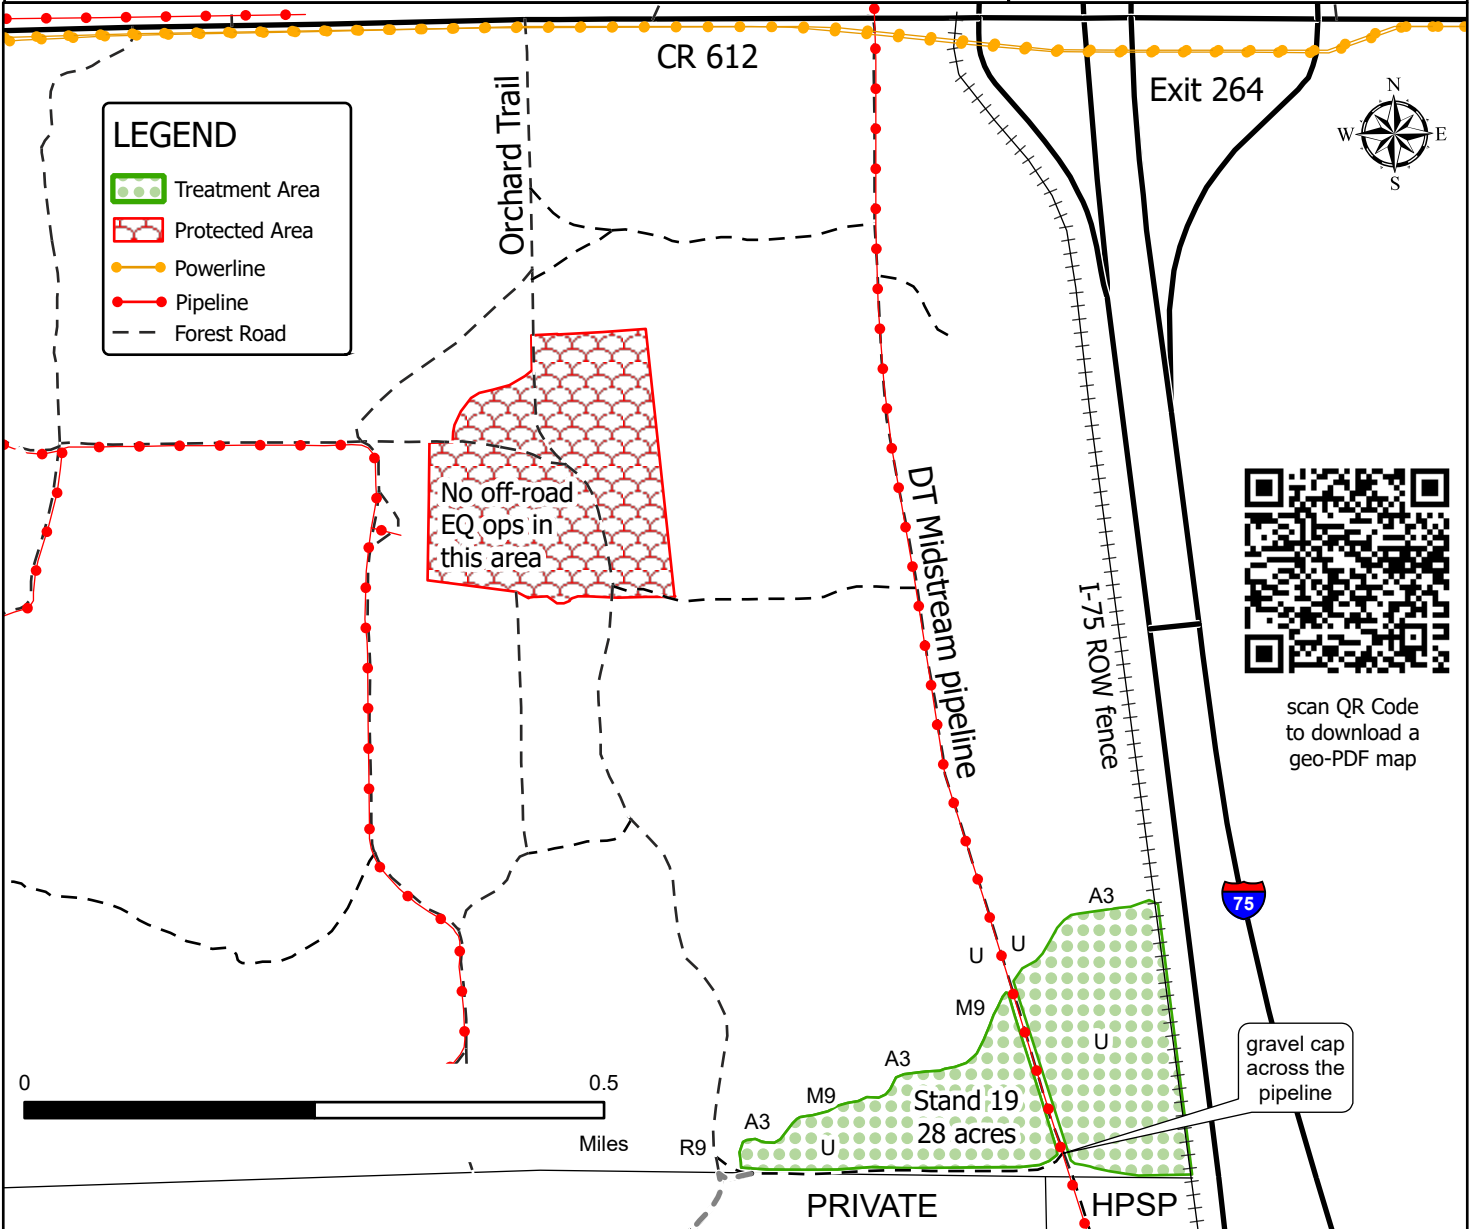 CR 612
Exit 264
N
W E
S
LEGEND
Treatment Area
Protected Area
Powerline
Pipeline
Forest Road
Orchard Trail
No off-road
EQ ops in
this area
DT Midstream pipeline
I-75 ROW fence
scan QR Code
to download a
geo-PDF map
75
A3
U
U
M9
U
gravel cap
across the
pipeline
A3
M9
Stand 19
28 acres
A3
U
R9
0 0.5
Miles
PRIVATE
HPSP